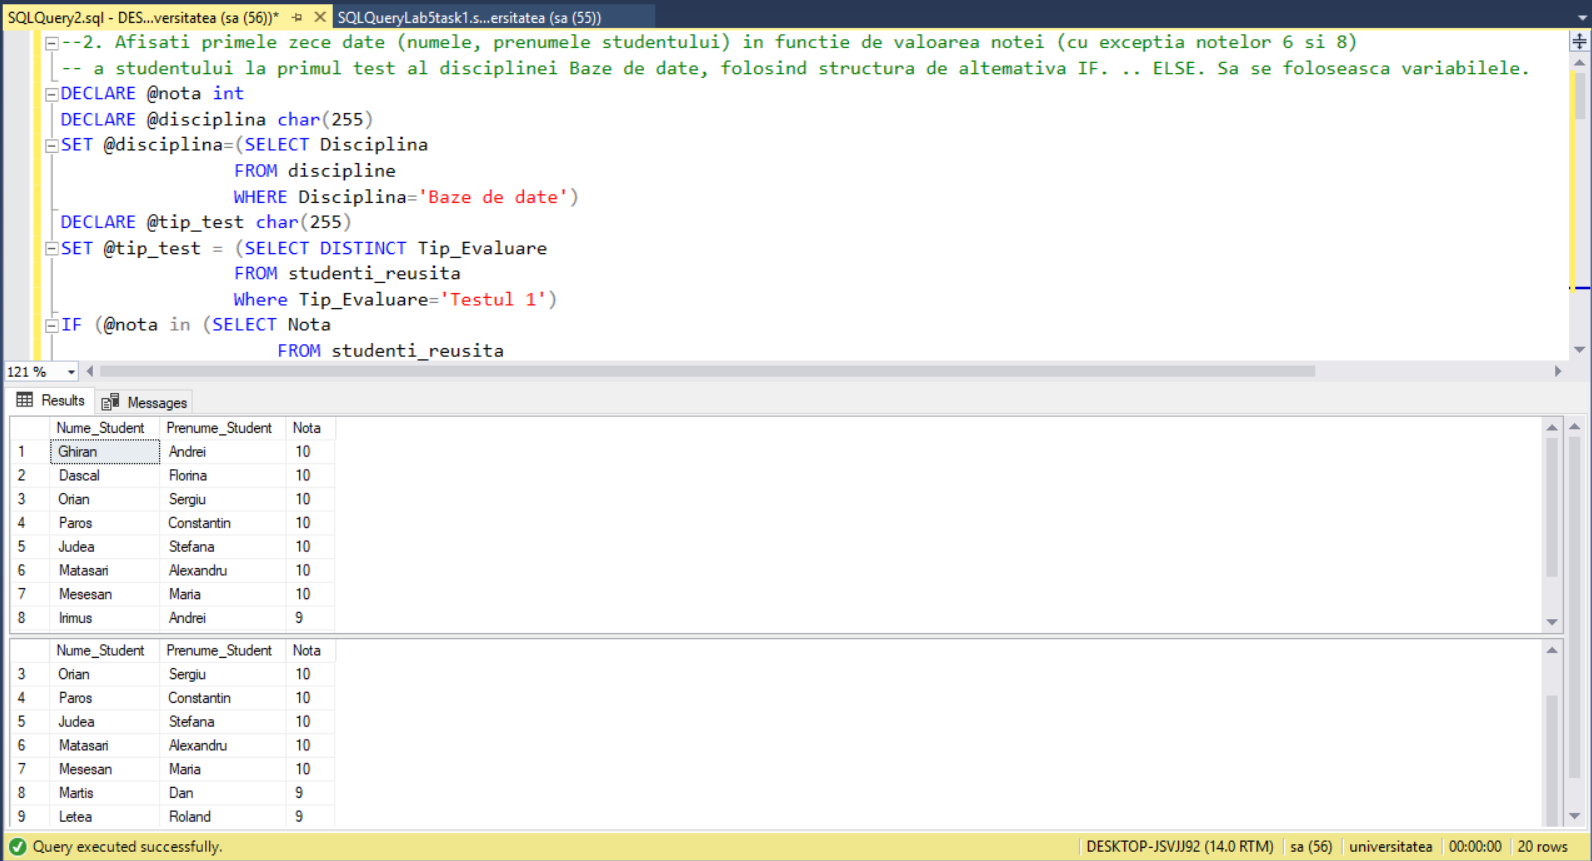 SQLQuery2.sql - DES...versitatea (sa (56))* SQLQueryLab5task1.s...ersitatea (sa (55))
--2. Afisati primele zece date (numele, prenumele studentului) in functie de valoarea notei (cu exceptia notelor 6 si 8)
-- a studentului la primul test al disciplinei Baze de date, folosind structura de altemativa IF. .. ELSE. Sa se foloseasca variabilele.
DECLARE @nota int
DECLARE @disciplina char(255)
SET @disciplina=(SELECT Disciplina
FROM discipline
WHERE Disciplina='Baze de date')
DECLARE @tip_test char(255)
SET @tip_test = (SELECT DISTINCT Tip_Evaluare
FROM studenti_reusita
Where Tip_Evaluare='Testul 1')
IF (@nota in (SELECT Nota
FROM studenti_reusita
121 %
Results Messages
Nume_Student Prenume_Student Nota
1 Ghiran Andrei 10
2 Dascal Florina 10
3 Orian Sergiu 10
4 Paros Constantin 10
5 Judea Stefana 10
6 Matasari Alexandru 10
7 Mesesan Maria 10
8 Irimus Andrei 9
Nume_Student Prenume_Student Nota
3 Orian Sergiu 10
4 Paros Constantin 10
5 Judea Stefana 10
6 Matasari Alexandru 10
7 Mesesan Maria 10
8 Martis Dan 9
9 Letea Roland 9
Query executed successfully. DESKTOP-JSVJJ92 (14.0 RTM) sa (56) universitatea 00:00:00 20 rows